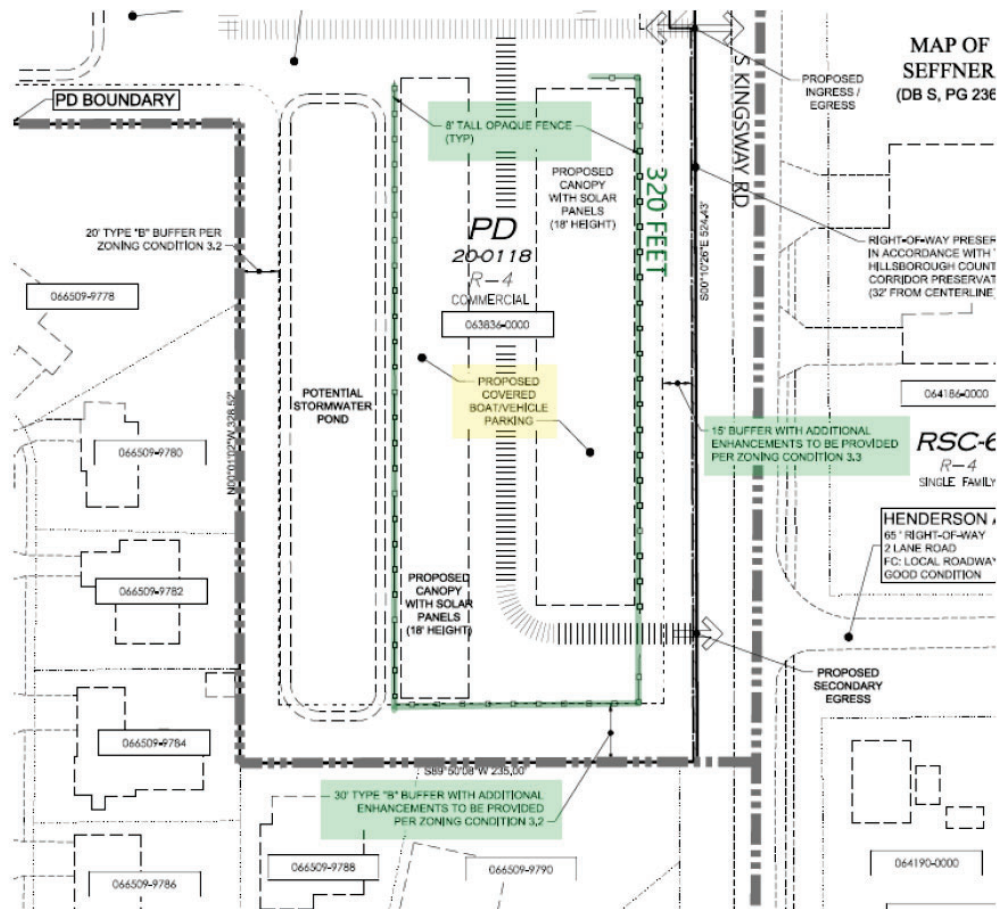 MAP OF
SEFFNER
(DB S, PG 236
PROPOSED
INGRESS /
EGRESS
S KINGSWAY RD
PD BOUNDARY
8' TALL OPAQUE FENCE
(TYP)
PROPOSED
CANOPY
WITH SOLAR
PANELS
(18' HEIGHT)
320 FEET
S00°10'26"E 524.43'
20' TYPE "B" BUFFER PER
ZONING CONDITION 3.2
PD
20-0118
R-4
COMMERCIAL
063836-0000
RIGHT-OF-WAY PRESER
IN ACCORDANCE WITH
HILLSBOROUGH COUNT
CORRIDOR PRESERVAT
(32' FROM CENTERLINE
066509-9778
PROPOSED
COVERED
BOAT/VEHICLE
PARKING
POTENTIAL
STORMWATER
POND
N00°01'02"W 328.52'
064186-0000
15' BUFFER WITH ADDITIONAL
ENHANCEMENTS TO BE PROVIDED
PER ZONING CONDITION 3.3
RSC-6
R-4
SINGLE FAMILY
066509-9780
HENDERSON
65' RIGHT-OF-WAY
2 LANE ROAD
FC: LOCAL ROADWAY
GOOD CONDITION
066509-9782
PROPOSED
CANOPY
WITH SOLAR
PANELS
(18' HEIGHT)
PROPOSED
SECONDARY
EGRESS
066509-9784
S89°50'08"W 235.00'
30' TYPE "B" BUFFER WITH ADDITIONAL
ENHANCEMENTS TO BE PROVIDED
PER ZONING CONDITION 3.2
066509-9786
066509-9788
066509-9790
064190-0000